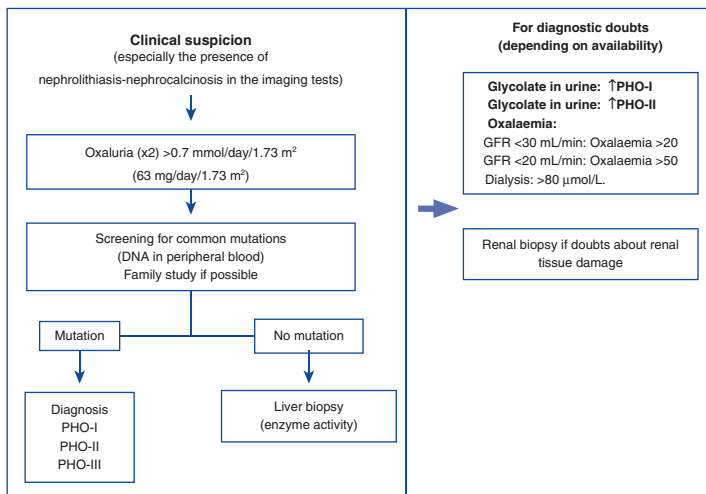 Clinical suspicion
(especially the presence of
nephrolithiasis-nephrocalcinosis in the imaging tests)
Oxaluria (x2) >0.7 mmol/day/1.73 m²
(63 mg/day/1.73 m²)
Screening for common mutations
(DNA in peripheral blood)
Family study if possible
Mutation
No mutation
Diagnosis
PHO-I
PHO-II
PHO-III
Liver biopsy
(enzyme activity)
For diagnostic doubts
(depending on availability)
Glycolate in urine: ↑PHO-I
Glycolate in urine: ↑PHO-II
Oxalaemia:
GFR <30 mL/min: Oxalaemia >20
GFR <20 mL/min: Oxalaemia >50
Dialysis: >80 μmol/L.
Renal biopsy if doubts about renal
tissue damage